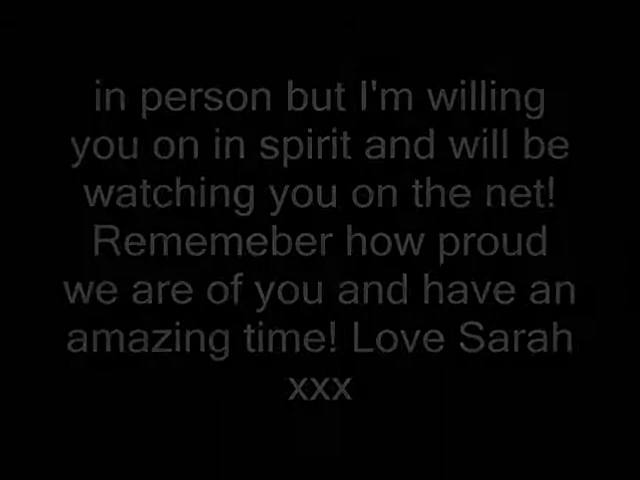 in person but I'm willing
you on in spirit and will be
watching you on the net!
Rememeber how proud
we are of you and have an
amazing time! Love Sarah
xxx